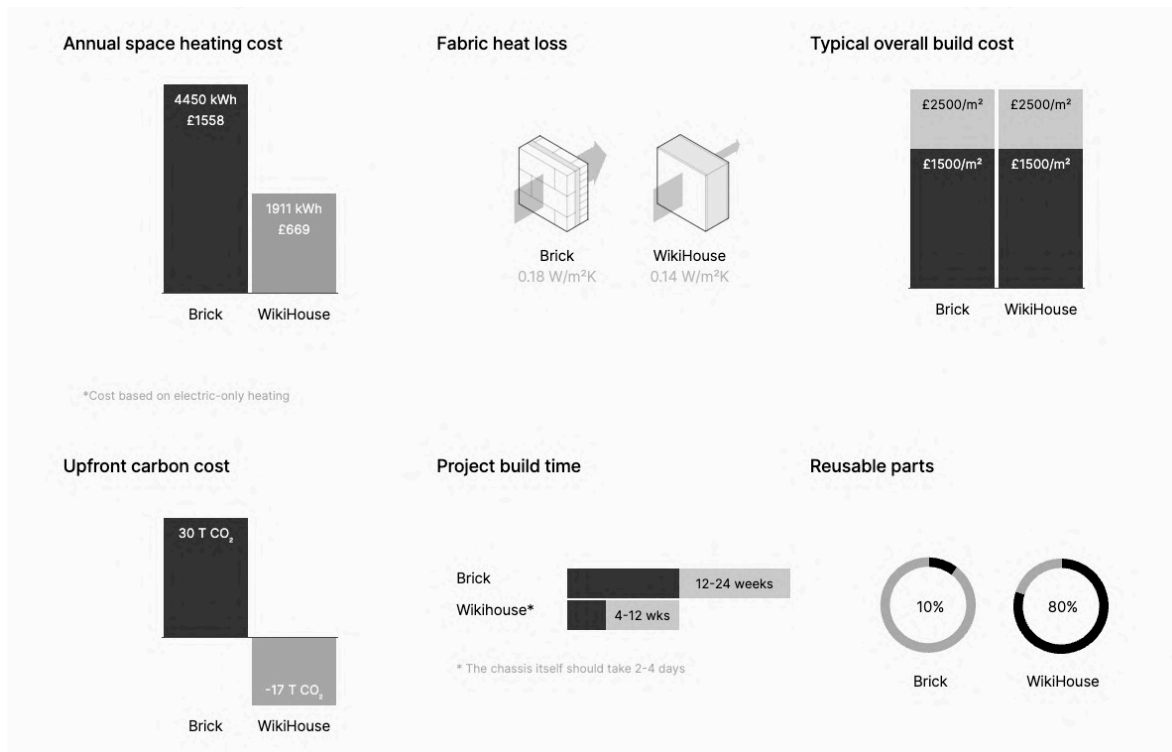 Annual space heating cost
4450 kWh
£1558
1911 kWh
£669
Brick WikiHouse
*Cost based on electric-only heating
Fabric heat loss
Brick WikiHouse
0.18 W/m²K 0.14 W/m²K
Typical overall build cost
£2500/m² £2500/m²
£1500/m² £1500/m²
Brick WikiHouse
Upfront carbon cost
30 T CO₂
-17 T CO₂
Brick WikiHouse
Project build time
Brick 12-24 weeks
Wikihouse* 4-12 wks
* The chassis itself should take 2-4 days
Reusable parts
10% 80%
Brick WikiHouse